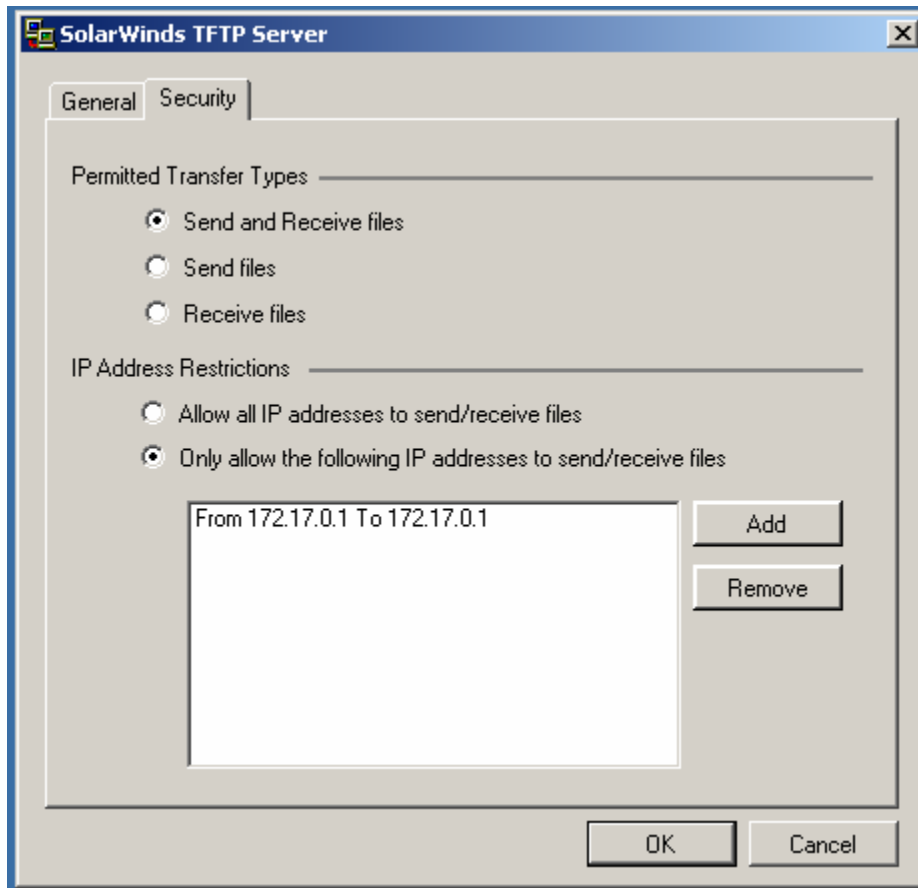 SolarWinds TFTP Server
General
Security
Permitted Transfer Types
Send and Receive files
Send files
Receive files
IP Address Restrictions
Allow all IP addresses to send/receive files
Only allow the following IP addresses to send/receive files
From 172.17.0.1 To 172.17.0.1
Add
Remove
OK
Cancel